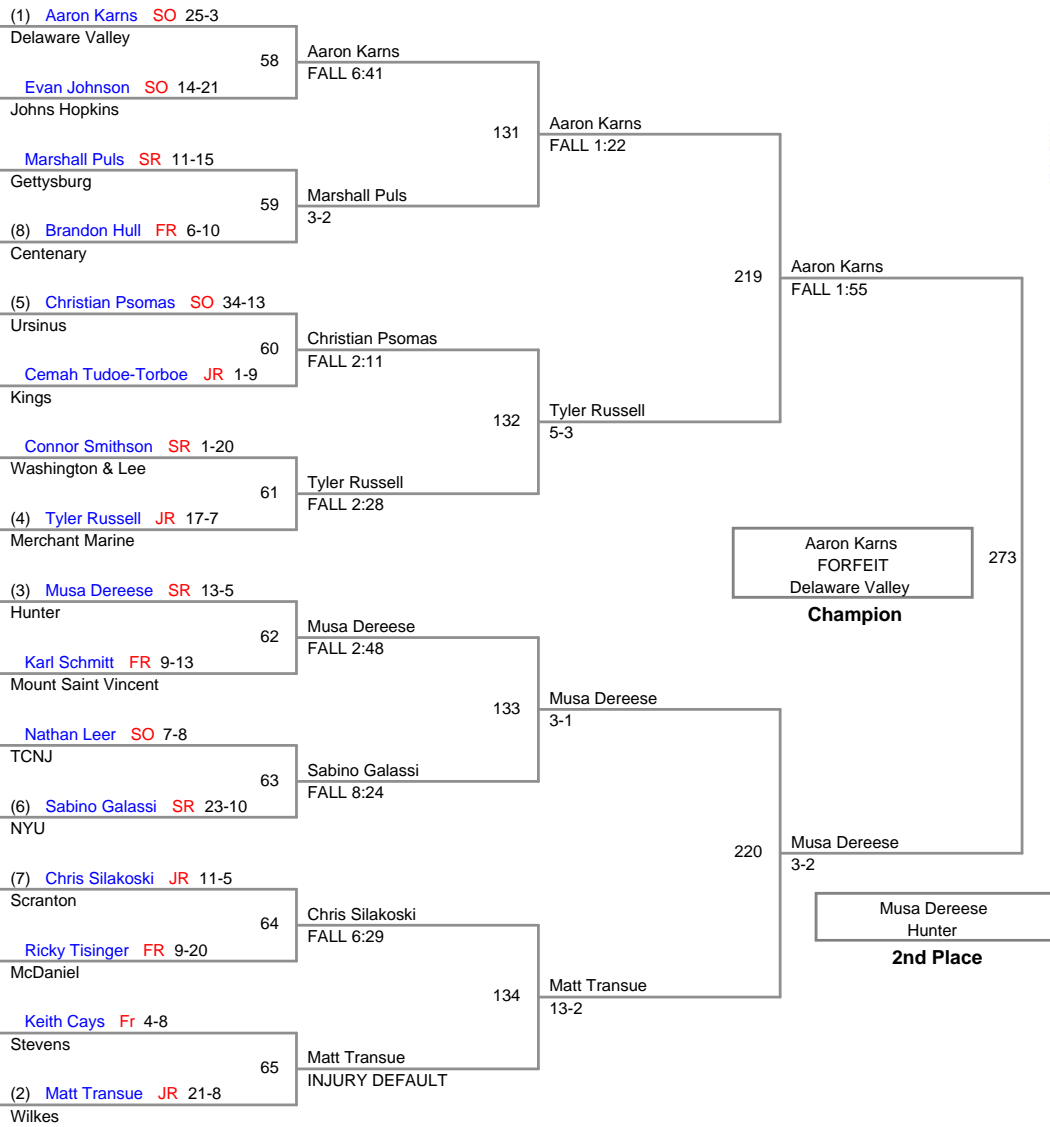 (1) Aaron Karns SO 25-3
Delaware Valley
58
Aaron Karns
FALL 6:41
Evan Johnson SO 14-21
Johns Hopkins
131
Aaron Karns
FALL 1:22
Marshall Puls SR 11-15
Gettysburg
59
Marshall Puls
3-2
(8) Brandon Hull FR 6-10
Centenary
219
Aaron Karns
FALL 1:55
(5) Christian Psomas SO 34-13
Ursinus
60
Christian Psomas
FALL 2:11
Cemah Tudoe-Torboe JR 1-9
Kings
132
Tyler Russell
5-3
Connor Smithson SR 1-20
Washington & Lee
61
Tyler Russell
FALL 2:28
(4) Tyler Russell JR 17-7
Merchant Marine
Aaron Karns
FORFEIT
Delaware Valley
Champion
273
(3) Musa Dereese SR 13-5
Hunter
62
Musa Dereese
FALL 2:48
Karl Schmitt FR 9-13
Mount Saint Vincent
133
Musa Dereese
3-1
Nathan Leer SO 7-8
TCNJ
63
Sabino Galassi
FALL 8:24
(6) Sabino Galassi SR 23-10
NYU
220
Musa Dereese
3-2
(7) Chris Silakoski JR 11-5
Scranton
64
Chris Silakoski
FALL 6:29
Musa Dereese
Hunter
2nd Place
Ricky Tisinger FR 9-20
McDaniel
134
Matt Transue
13-2
Keith Cays Fr 4-8
Stevens
65
Matt Transue
INJURY DEFAULT
(2) Matt Transue JR 21-8
Wilkes